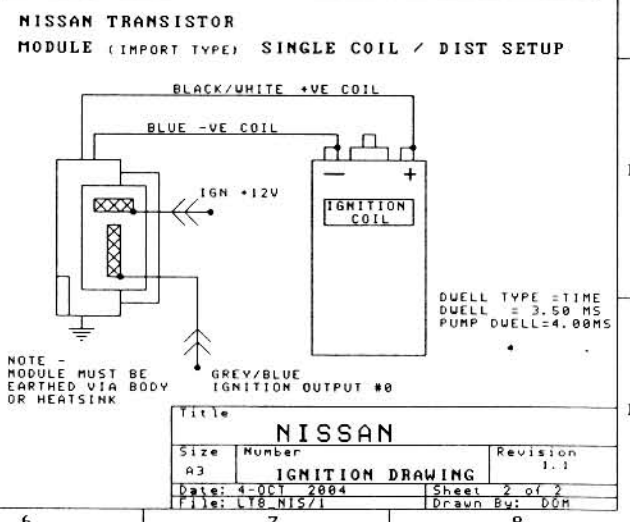 NISSAN TRANSISTOR
MODULE (IMPORT TYPE) SINGLE COIL / DIST SETUP
BLACK/WHITE +VE COIL
BLUE -VE COIL
IGN +12V
— +
IGNITION
COIL
DWELL TYPE =TIME
DWELL = 3.50 MS
PUMP DWELL=4.00MS
NOTE -
MODULE MUST BE
EARTHED VIA BODY
OR HEATSINK
GREY/BLUE
IGNITION OUTPUT #0
Title
NISSAN
Size Number Revision
A3 IGNITION DRAWING 1.1
Date: 4-OCT 2004 Sheet 2 of 2
File: LT8_NIS/1 Drawn By: DOM
6 7 8